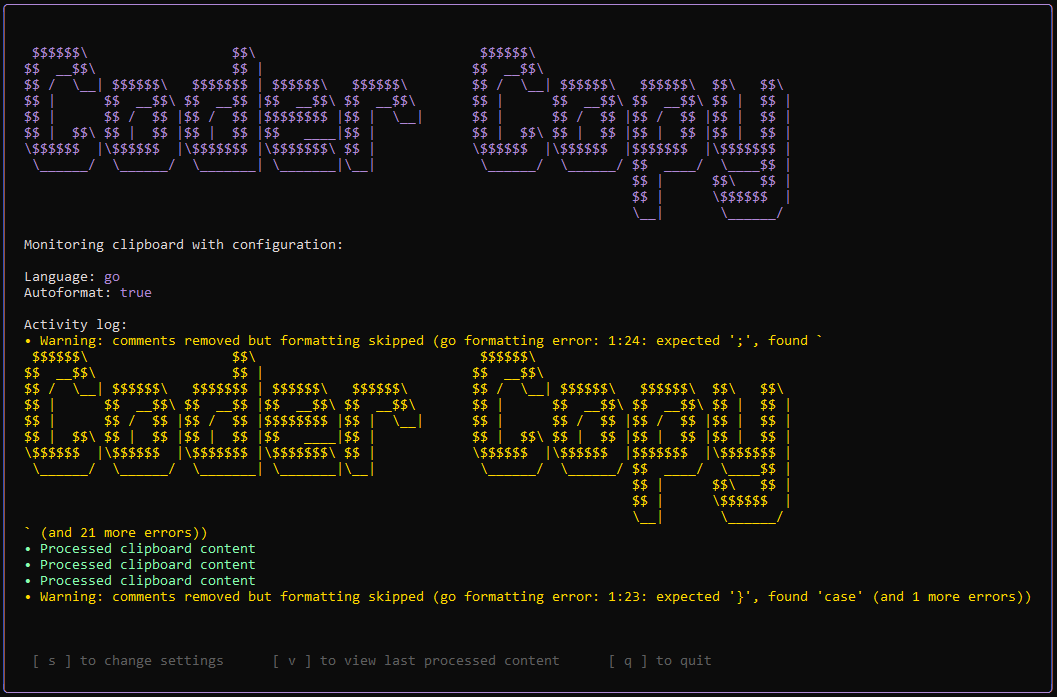 $$$$$$\                  $$\                            $$$$$$\
$$  __$$\                 $$ |                          $$  __$$\
$$ /  \__| $$$$$$\   $$$$$$$ | $$$$$$\   $$$$$$\        $$ /  \__| $$$$$$\   $$$$$$\  $$\   $$\
$$ |      $$  __$$\ $$  __$$ |$$  __$$\ $$  __$$\       $$ |      $$  __$$\ $$  __$$\ $$ |  $$ |
$$ |      $$ /  $$ |$$ /  $$ |$$$$$$$$ |$$ |  \__|      $$ |      $$ /  $$ |$$ /  $$ |$$ |  $$ |
$$ |  $$\ $$ |  $$ |$$ |  $$ |$$   ____|$$ |            $$ |  $$\ $$ |  $$ |$$ |  $$ |$$ |  $$ |
\$$$$$$  |\$$$$$$  |\$$$$$$$ |\$$$$$$$\ $$ |            \$$$$$$  |\$$$$$$  |$$$$$$$  |\$$$$$$$ |
 \______/  \______/  \_______| \_______|\__|             \______/  \______/ $$  ____/  \____$$ |
                                                                            $$ |      $$\   $$ |
                                                                            $$ |      \$$$$$$  |
                                                                            \__|       \______/
Monitoring clipboard with configuration:
Language: go
Autoformat: true
Activity log:
• Warning: comments removed but formatting skipped (go formatting error: 1:24: expected ';', found `
 $$$$$$\                  $$\                            $$$$$$\
$$  __$$\                 $$ |                          $$  __$$\
$$ /  \__| $$$$$$\   $$$$$$$ | $$$$$$\   $$$$$$\        $$ /  \__| $$$$$$\   $$$$$$\  $$\   $$\
$$ |      $$  __$$\ $$  __$$ |$$  __$$\ $$  __$$\       $$ |      $$  __$$\ $$  __$$\ $$ |  $$ |
$$ |      $$ /  $$ |$$ /  $$ |$$$$$$$$ |$$ |  \__|      $$ |      $$ /  $$ |$$ /  $$ |$$ |  $$ |
$$ |  $$\ $$ |  $$ |$$ |  $$ |$$   ____|$$ |            $$ |  $$\ $$ |  $$ |$$ |  $$ |$$ |  $$ |
\$$$$$$  |\$$$$$$  |\$$$$$$$ |\$$$$$$$\ $$ |            \$$$$$$  |\$$$$$$  |$$$$$$$  |\$$$$$$$ |
 \______/  \______/  \_______| \_______|\__|             \______/  \______/ $$  ____/  \____$$ |
                                                                            $$ |      $$\   $$ |
                                                                            $$ |      \$$$$$$  |
                                                                            \__|       \______/
` (and 21 more errors))
• Processed clipboard content
• Processed clipboard content
• Processed clipboard content
• Warning: comments removed but formatting skipped (go formatting error: 1:23: expected '}', found 'case' (and 1 more errors))
[ s ] to change settings      [ v ] to view last processed content      [ q ] to quit